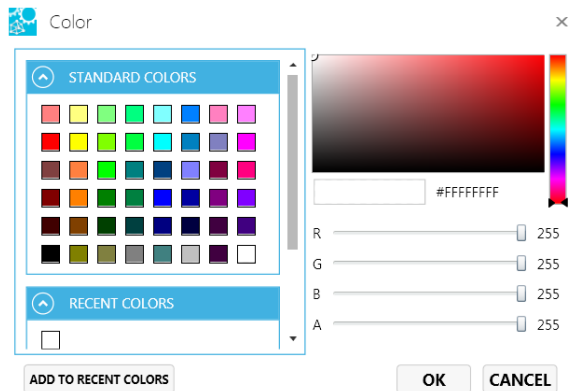 Color
STANDARD COLORS
#FFFFFFFF
R 255
G 255
B 255
A 255
RECENT COLORS
ADD TO RECENT COLORS
OK CANCEL